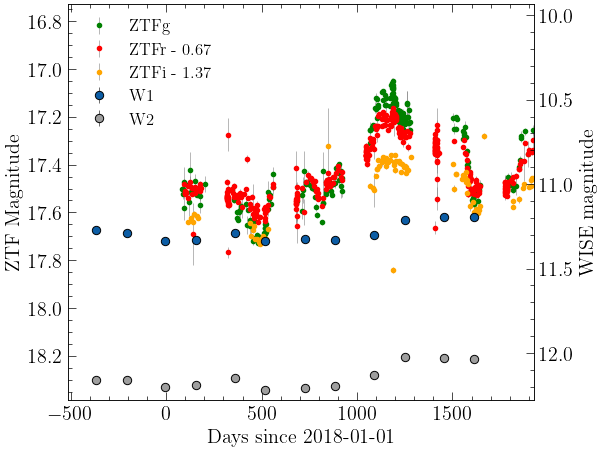 ZTFg
ZTFr - 0.67
ZTFi - 1.37
W1
W2
16.8
17.0
17.2
17.4
17.6
17.8
18.0
18.2
ZTF Magnitude
10.0
10.5
11.0
11.5
12.0
WISE magnitude
−500
0
500
1000
1500
Days since 2018-01-01